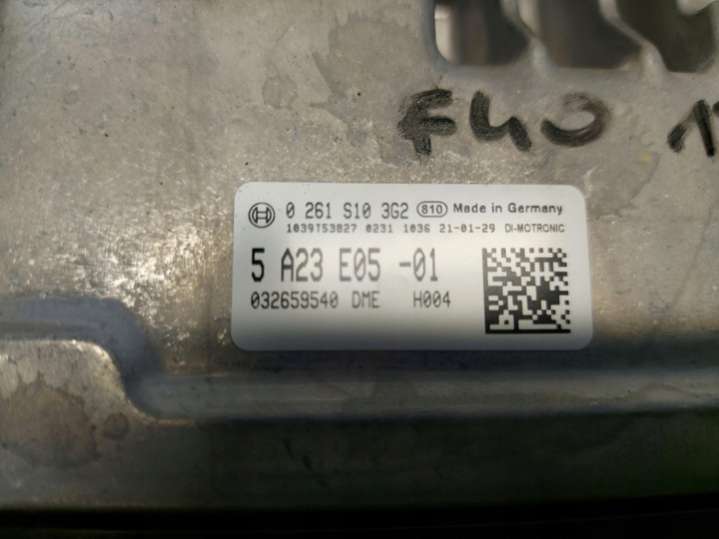 F40
0 261 S10 3G2 810 Made in Germany
1039T53827 0231 1036 21-01-29 DI-MOTRONIC
5 A23 E05 -01
032659540 DME H004